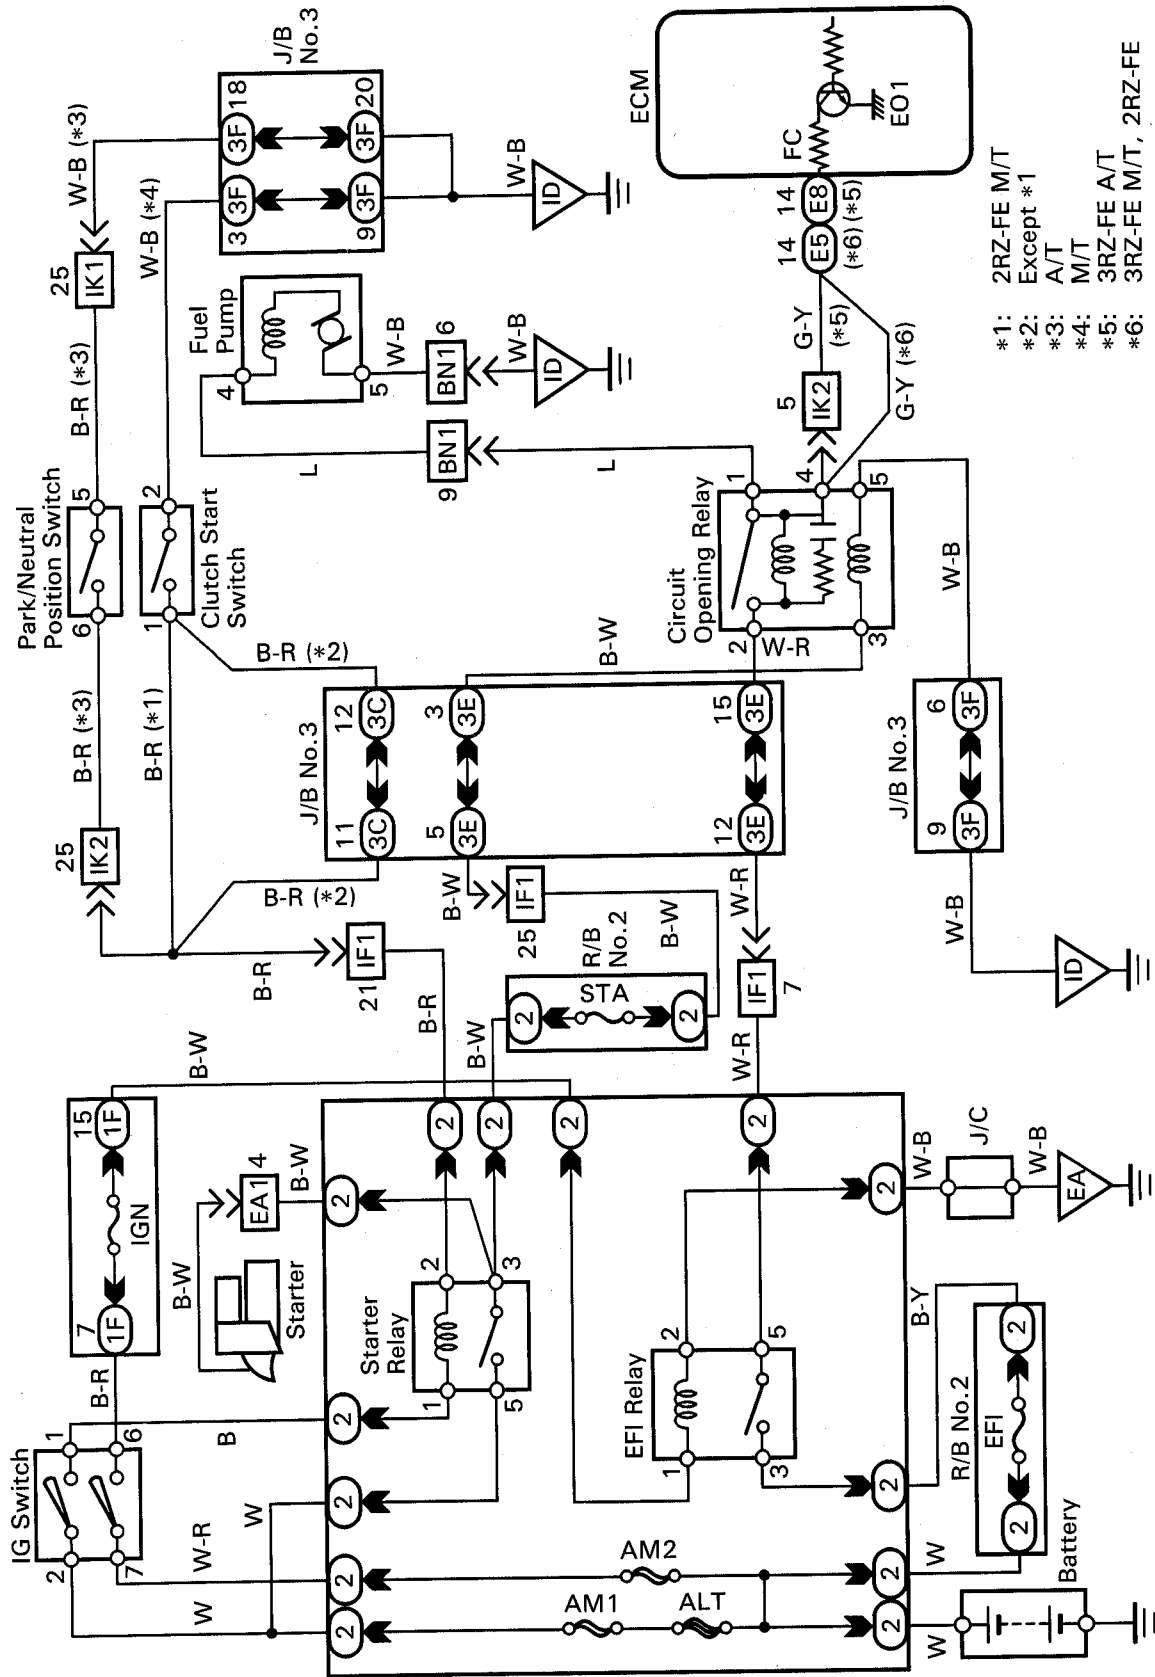 IG Switch
2
1
7
6
W
W-R
W
B
B-R
7
1F
IGN
15
1F
B-W
Starter
B-W
EA1
4
B-W
2
2
2
2
2
AM1
ALT
AM2
Starter
Relay
1
2
5
3
2
2
2
2
EFI Relay
1
2
3
5
2
2
2
2
W
Battery
W
R/B No.2
EFI
2
2
B-Y
W-B
J/C
W-B
EA
Park/Neutral
Position Switch
6
5
25
IK2
B-R (*3)
B-R (*3)
25
IK1
W-B (*3)
Clutch Start
Switch
1
2
B-R (*1)
W-B (*4)
B-R (*2)
B-R (*2)
B-R
21
IF1
B-R
B-W
R/B
No.2
STA
2
2
B-W
25
IF1
B-W
W-R
IF1
7
W-R
J/B No.3
11
3C
12
3C
5
3E
3
3E
12
3E
15
3E
B-W
W-R
Circuit
Opening Relay
2
1
4
3
5
J/B No.3
9
3F
6
3F
W-B
W-B
ID
L
L
9
BN1
Fuel
Pump
4
5
W-B
BN1
6
W-B
ID
J/B
No.3
3
3F
3F
18
9
3F
3F
20
W-B
ID
5
IK2
G-Y
(*5)
G-Y (*6)
14
14
E5
E8
(*6)
(*5)
ECM
FC
EO1
*1: 2RZ-FE M/T
*2: Except *1
*3: A/T
*4: M/T
*5: 3RZ-FE A/T
*6: 3RZ-FE M/T, 2RZ-FE